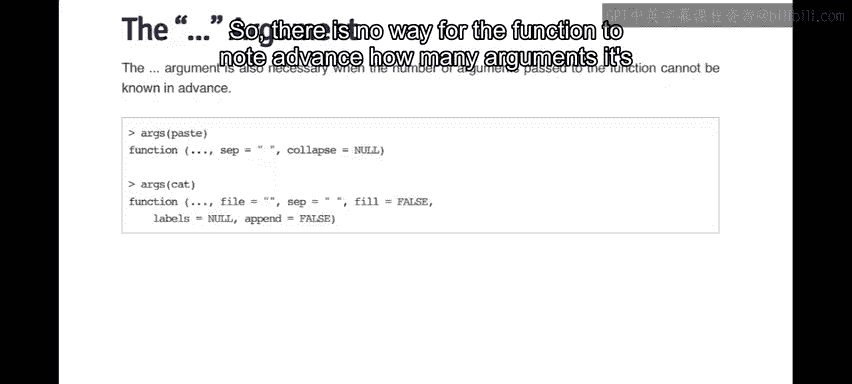 The “...” argument
So, there is no way for the function to
note advance how many arguments it's
The ... argument is also necessary when the number of arguments passed to the function cannot be
known in advance.
> args(paste)
function (..., sep = " ", collapse = NULL)
> args(cat)
function (..., file = "", sep = " ", fill = FALSE,
labels = NULL, append = FALSE)